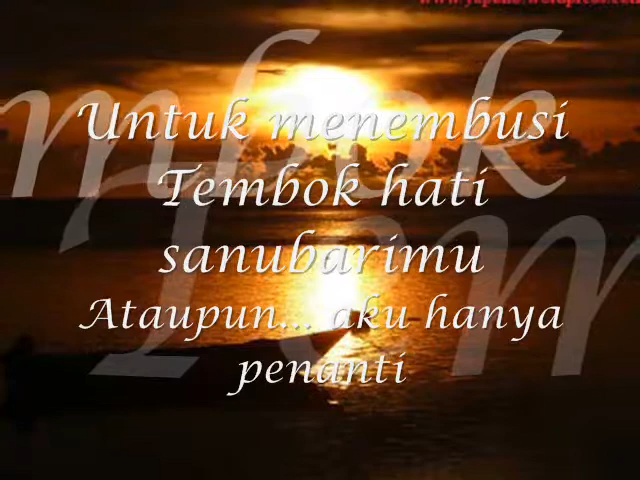 Untuk menembusi
Tembok hati
sanubarimu
Ataupun... aku hanya
penanti